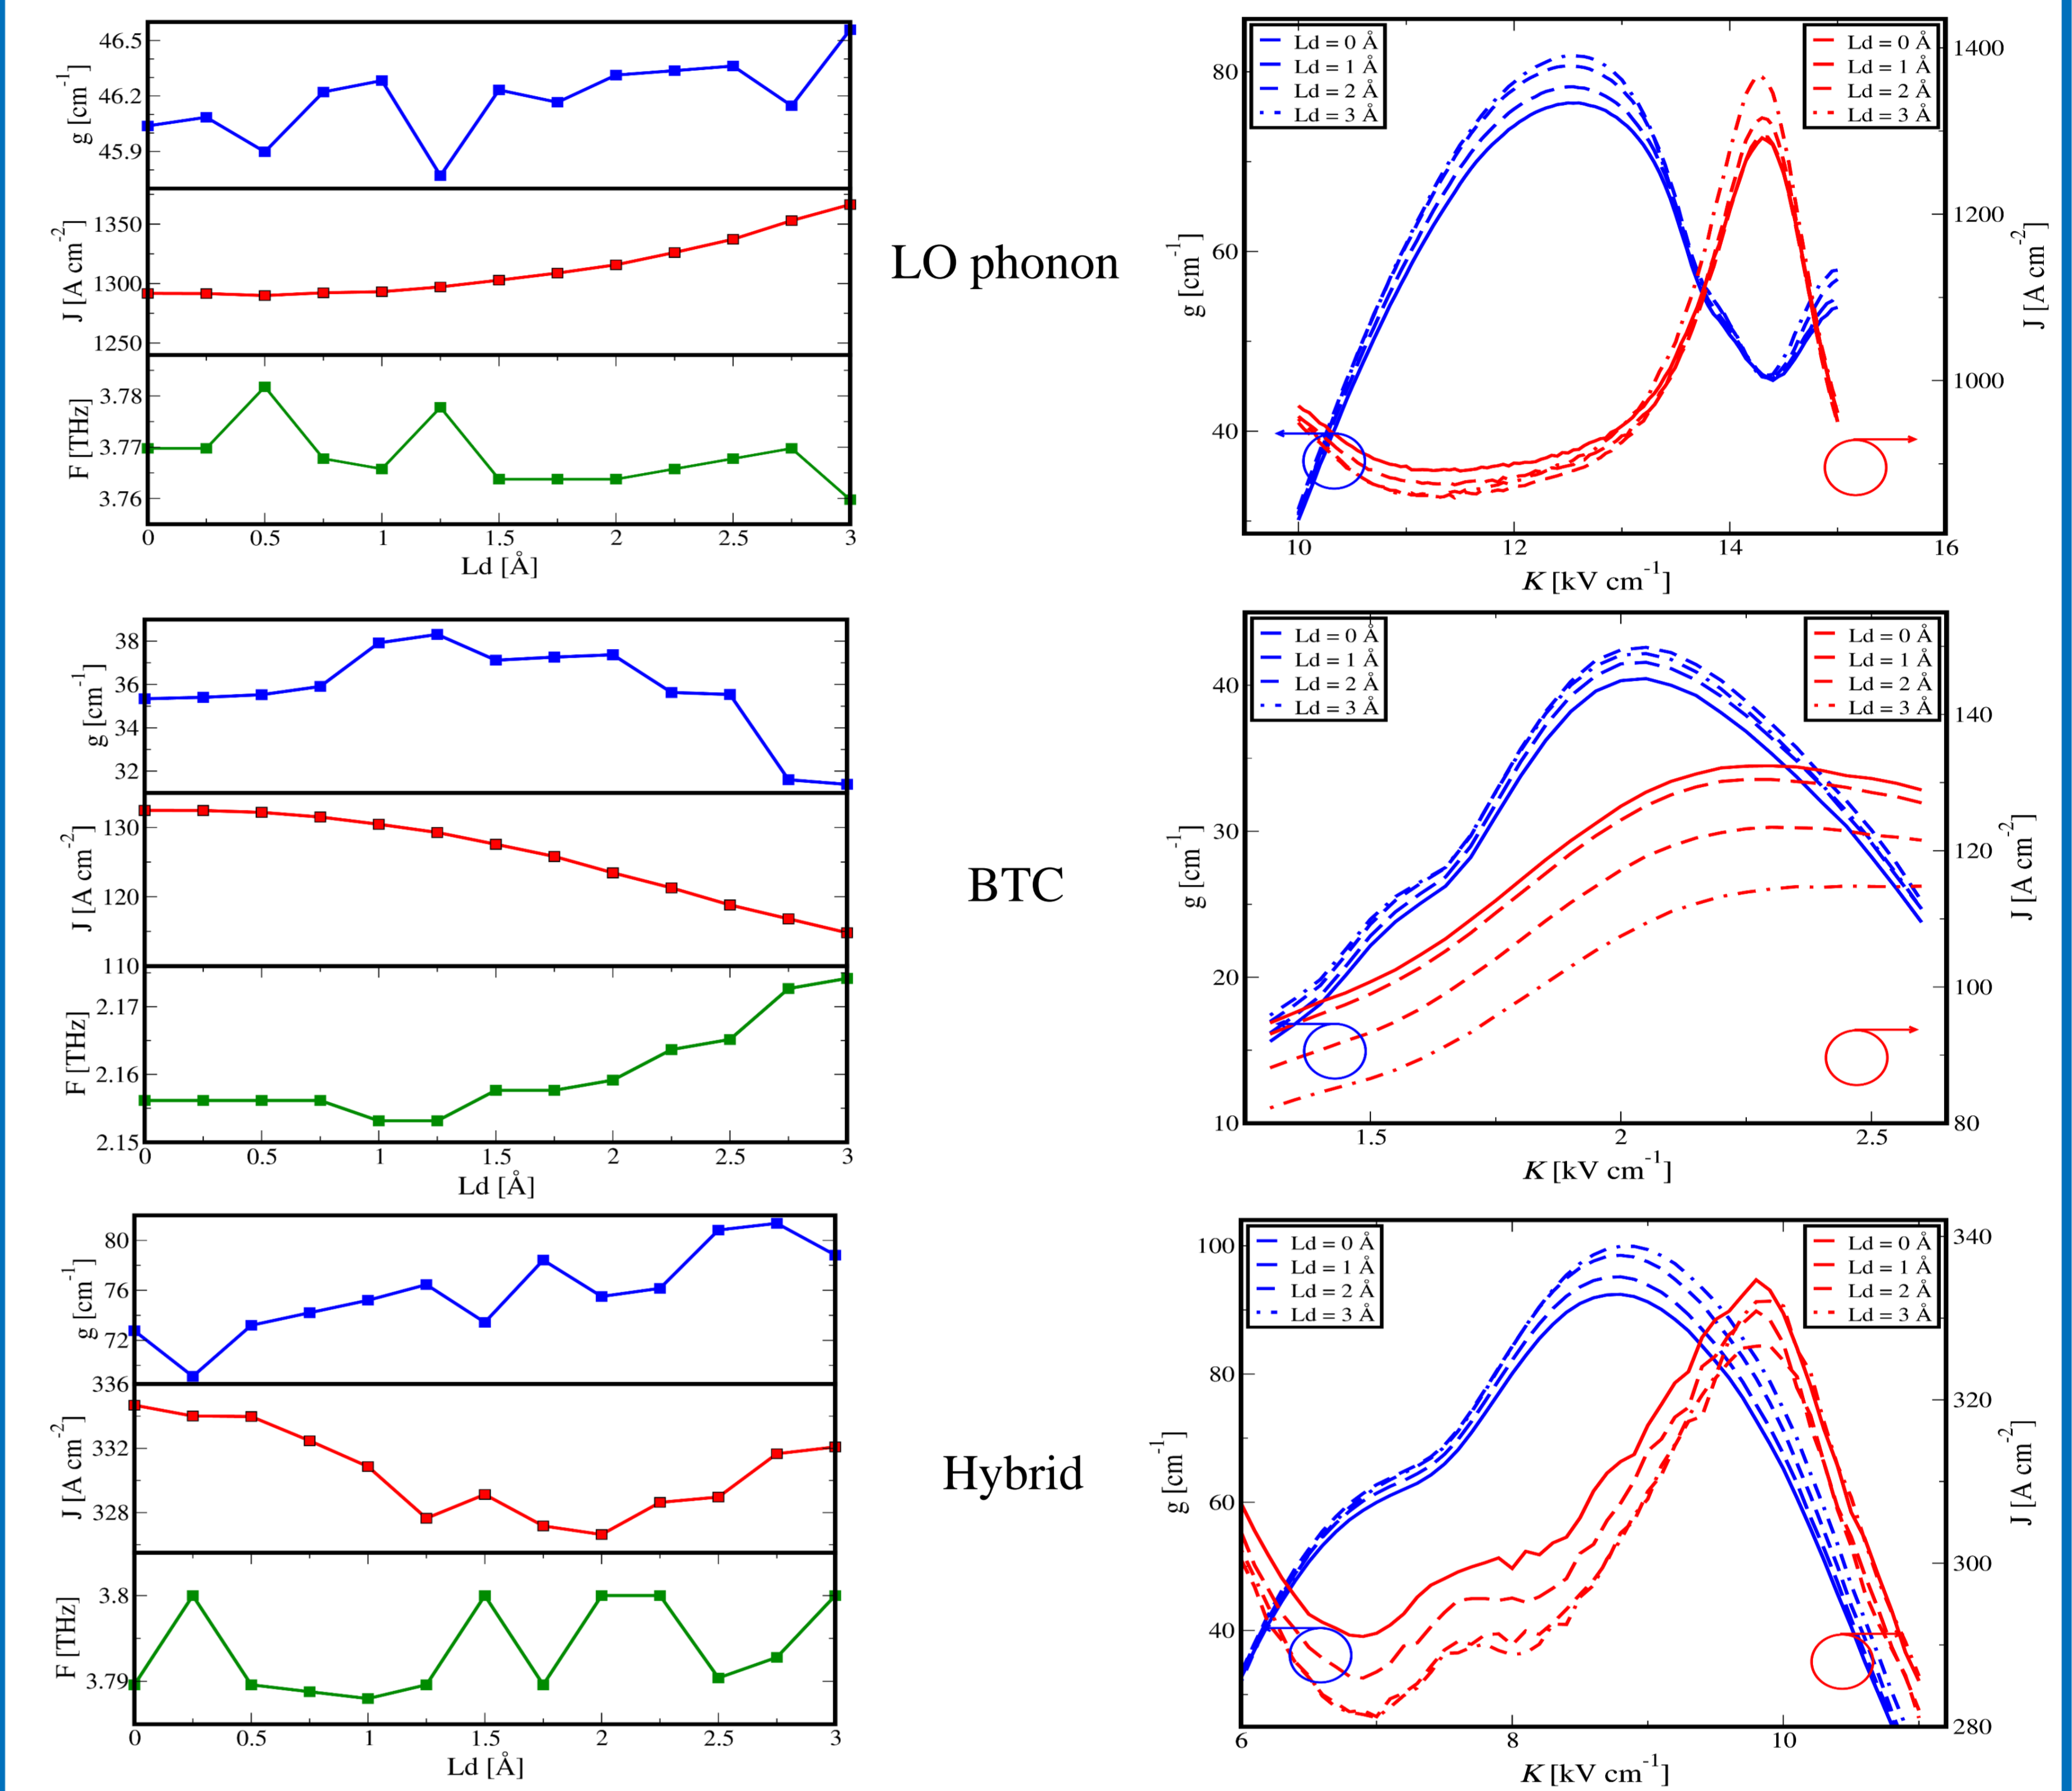 46.5
46.2
45.9
g [cm-1]
1350
1300
1250
J [A cm-2]
3.78
3.77
3.76
F [THz]
0 0.5 1 1.5 2 2.5 3
Ld [Å]
LO phonon
Ld = 0 Å
Ld = 1 Å
Ld = 2 Å
Ld = 3 Å
Ld = 0 Å
Ld = 1 Å
Ld = 2 Å
Ld = 3 Å
80
60
40
g [cm-1]
1400
1200
1000
J [A cm-2]
10 12 14 16
K [kV cm-1]
38
36
34
32
g [cm-1]
130
120
110
J [A cm-2]
2.17
2.16
2.15
F [THz]
0 0.5 1 1.5 2 2.5 3
Ld [Å]
BTC
Ld = 0 Å
Ld = 1 Å
Ld = 2 Å
Ld = 3 Å
Ld = 0 Å
Ld = 1 Å
Ld = 2 Å
Ld = 3 Å
40
30
20
10
g [cm-1]
140
120
100
80
J [A cm-2]
1.5 2 2.5
K [kV cm-1]
80
76
72
g [cm-1]
336
332
328
J [A cm-2]
3.8
3.79
F [THz]
0 0.5 1 1.5 2 2.5 3
Ld [Å]
Hybrid
Ld = 0 Å
Ld = 1 Å
Ld = 2 Å
Ld = 3 Å
Ld = 0 Å
Ld = 1 Å
Ld = 2 Å
Ld = 3 Å
100
80
60
40
g [cm-1]
340
320
300
280
J [A cm-2]
6 8 10
K [kV cm-1]